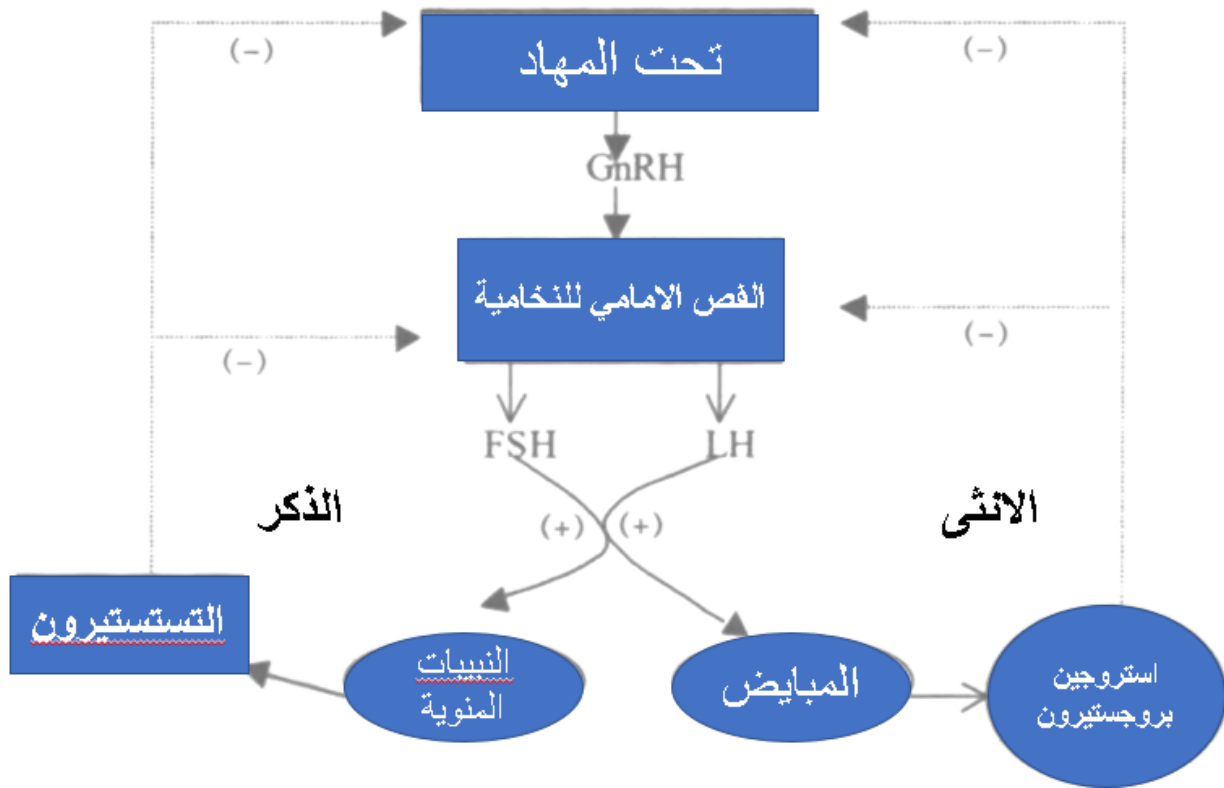 (-)
(-)
تحت المهاد
GnRH
الفص الامامي للنخامية
(-)
(-)
FSH
LH
الذكر
(+)
(+)
الانثى
التستستيرون
النبيبات
المنوية
المبايض
استروجين
بروجستيرون